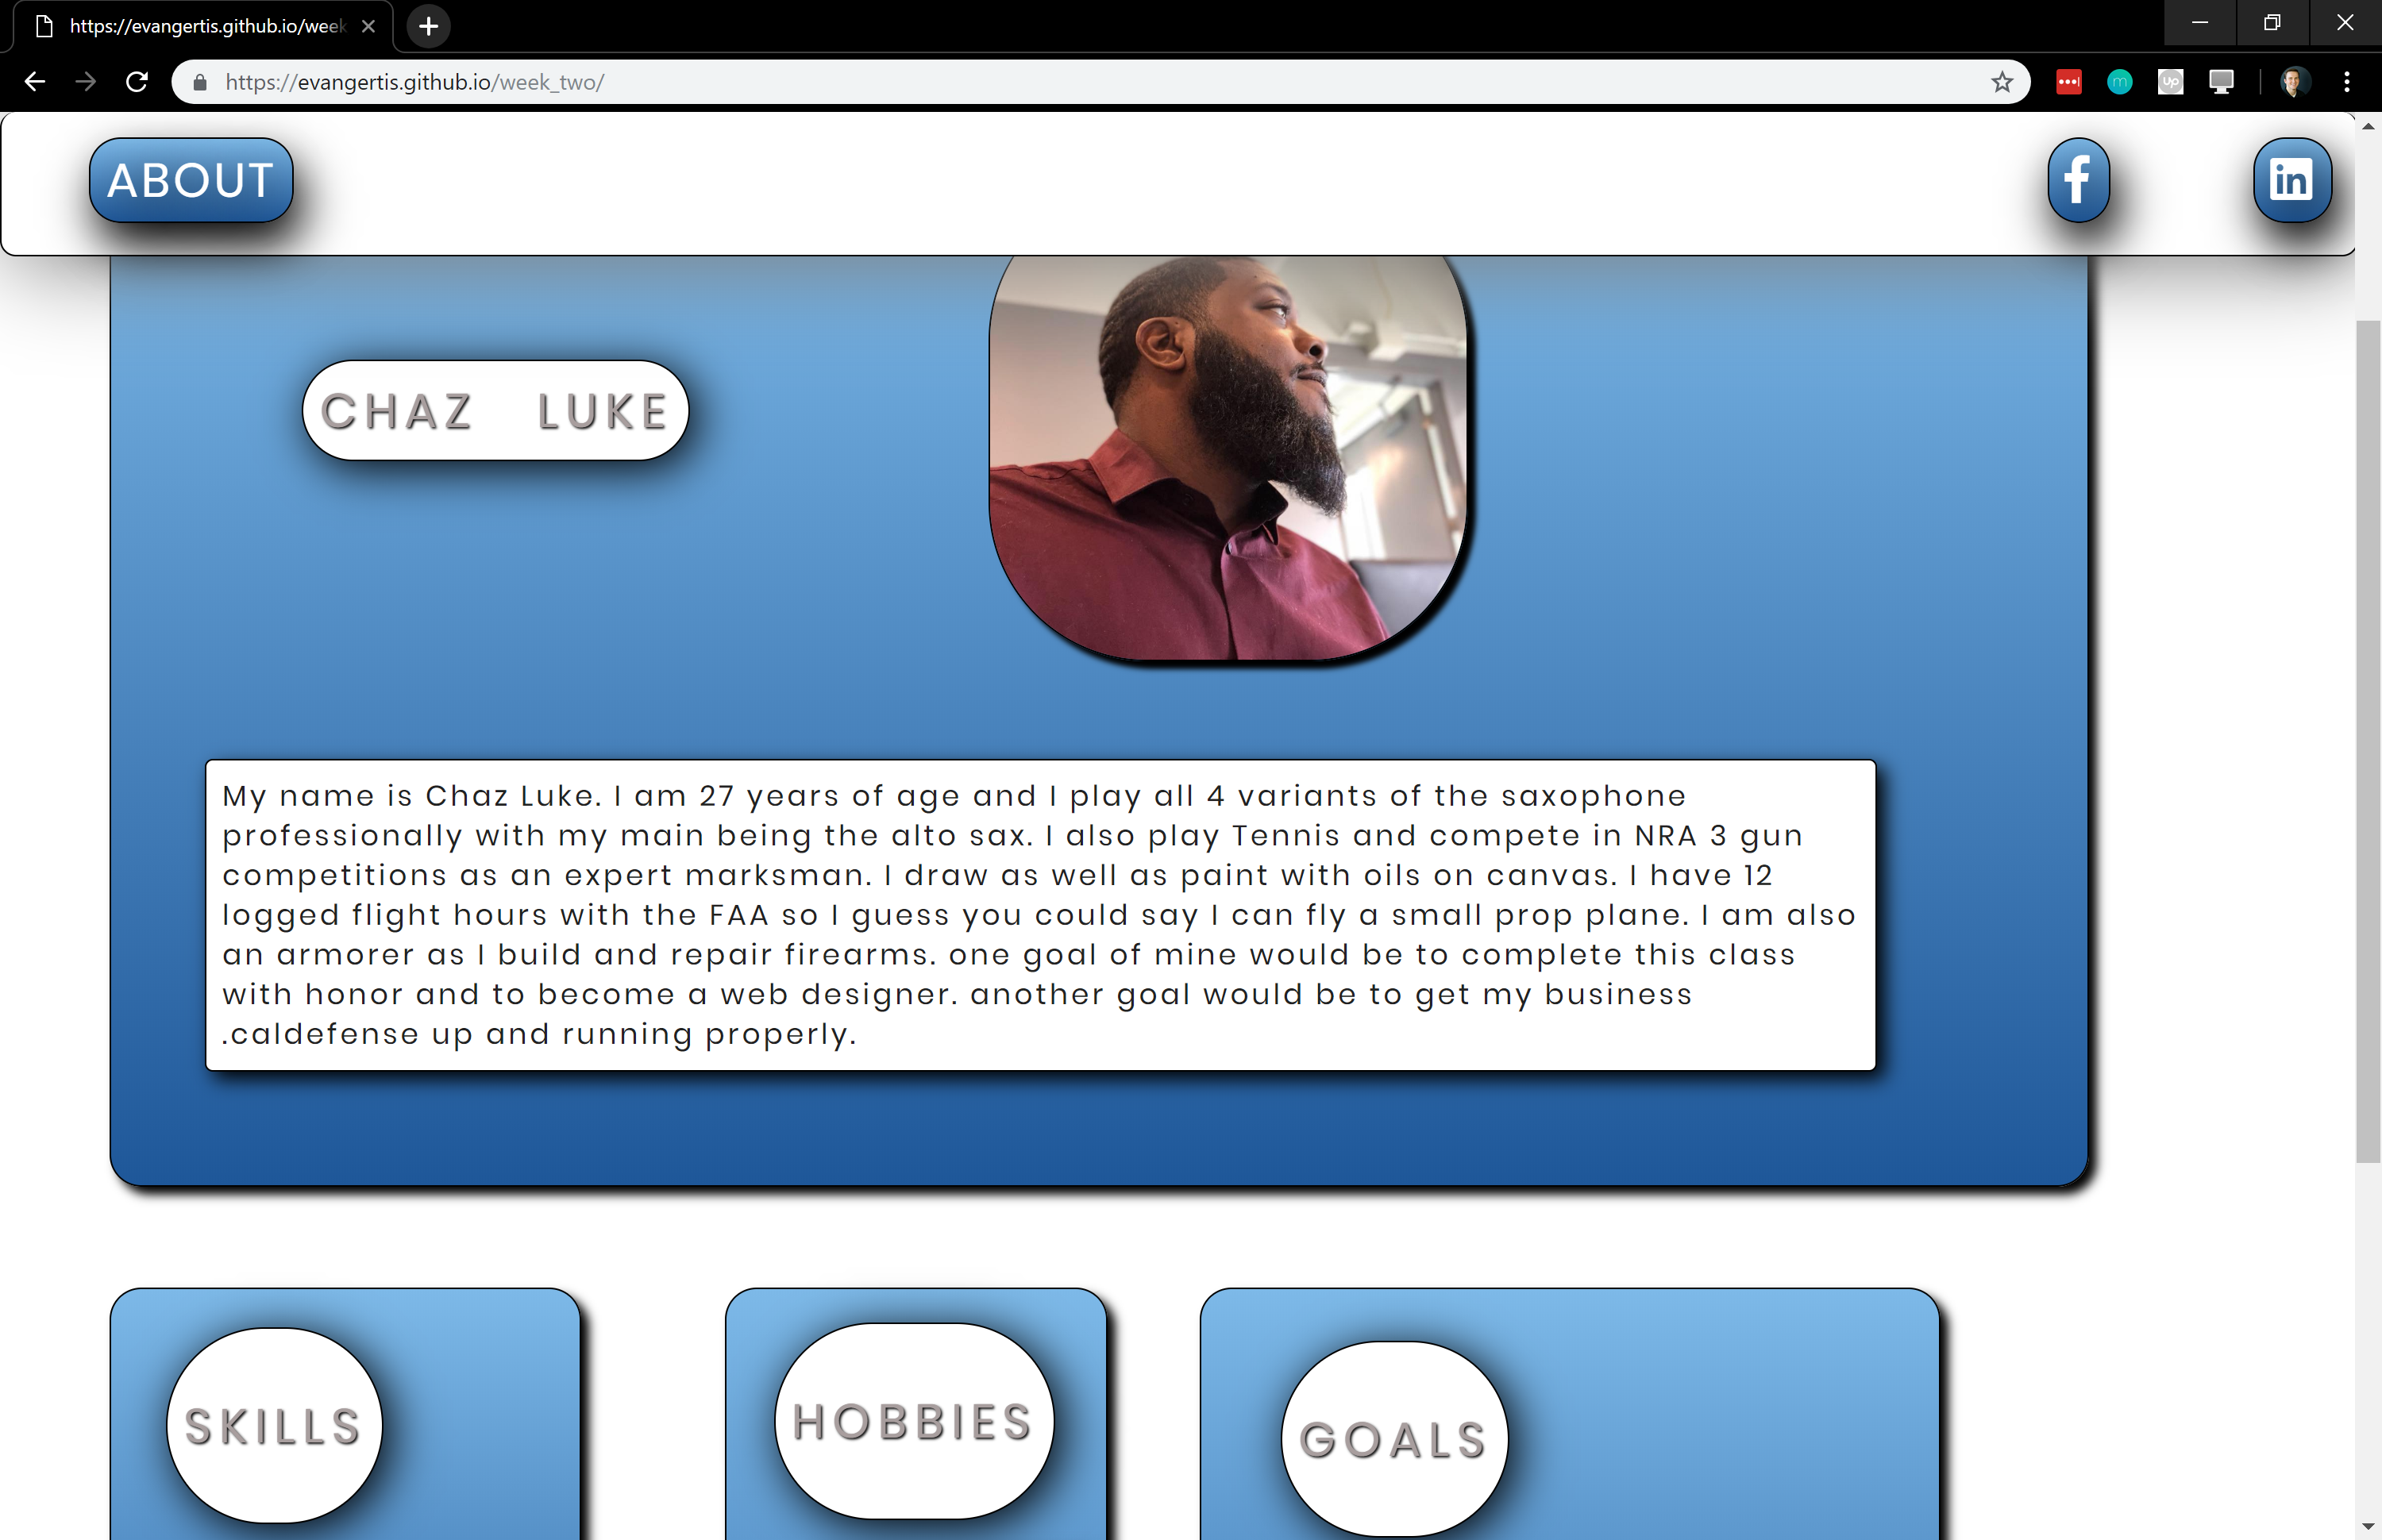 https://evangertis.github.io/week
https://evangertis.github.io/week_two/
m
Up
ABOUT
f
in
CHAZ LUKE
My name is Chaz Luke. I am 27 years of age and I play all 4 variants of the saxophone
professionally with my main being the alto sax. I also play Tennis and compete in NRA 3 gun
competitions as an expert marksman. I draw as well as paint with oils on canvas. I have 12
logged flight hours with the FAA so I guess you could say I can fly a small prop plane. I am also
an armorer as I build and repair firearms. one goal of mine would be to complete this class
with honor and to become a web designer. another goal would be to get my business
.caldefense up and running properly.
SKILLS
HOBBIES
GOALS